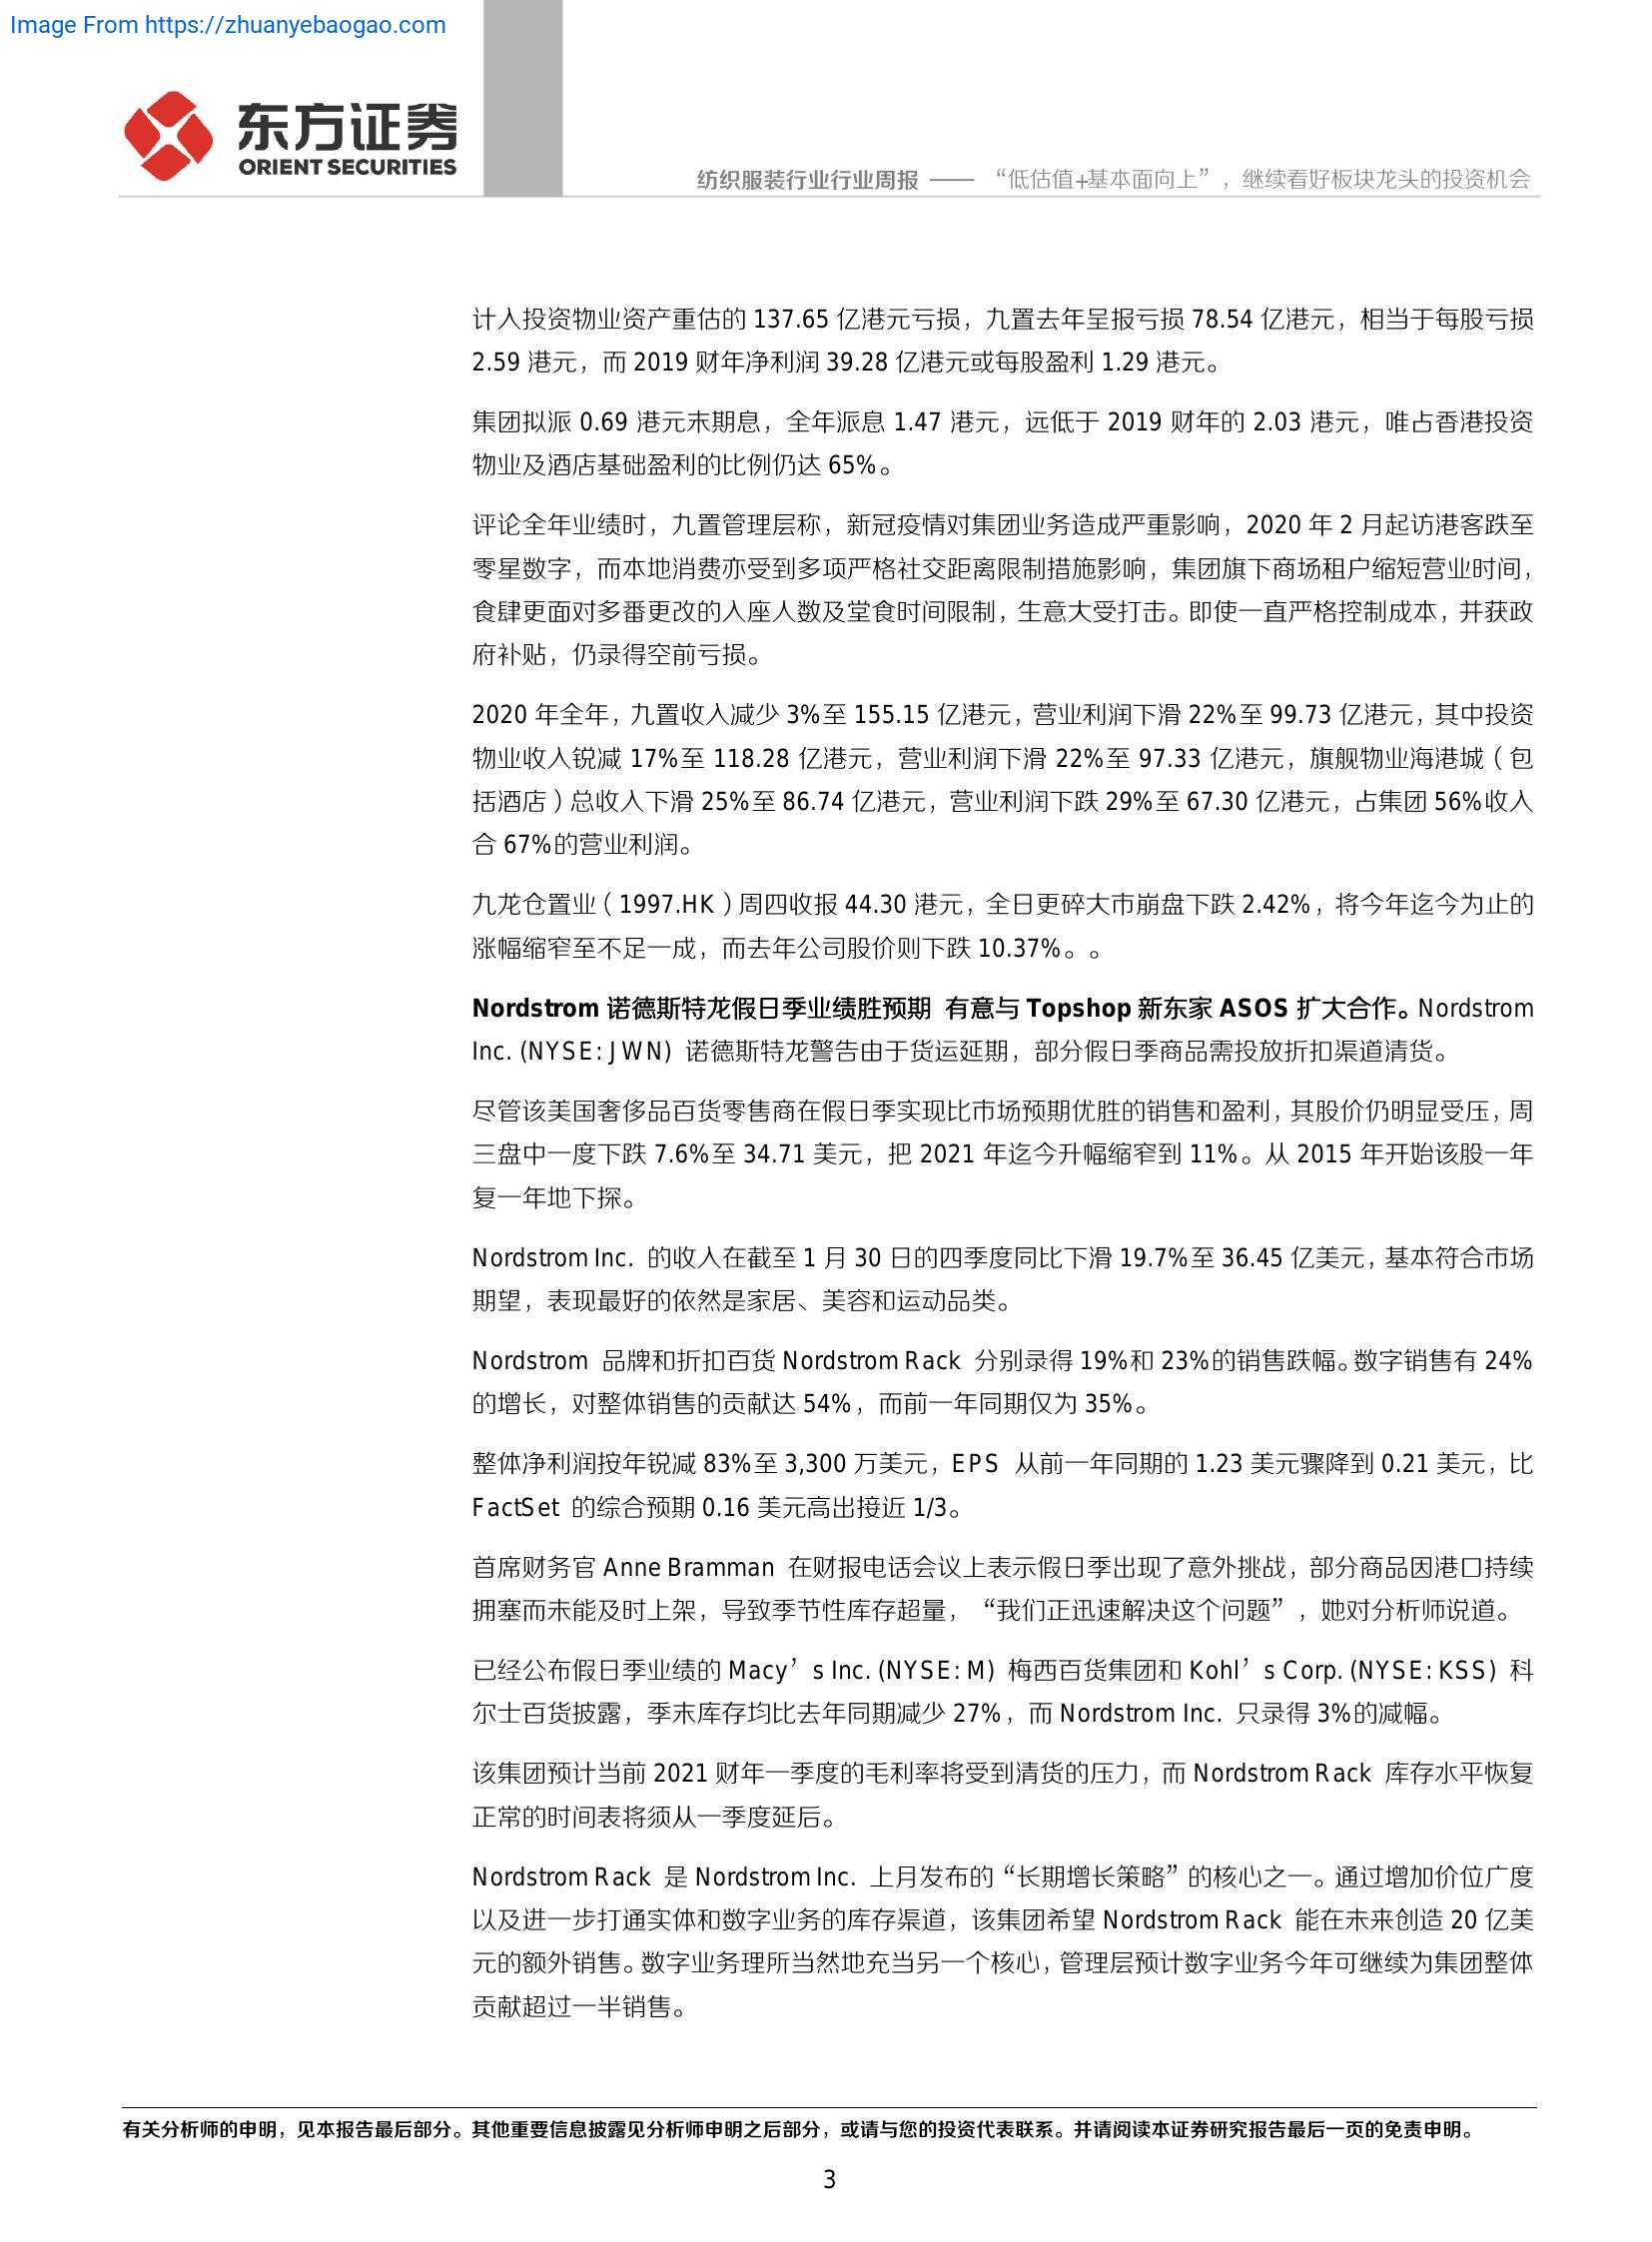 Image From https://zhuanyebaogao.com
东方证券
ORIENT SECURITIES
纺织服装行业行业周报 —— “低估值+基本面向上”，继续看好板块龙头的投资机会
计入投资物业资产重估的 137.65 亿港元亏损，九置去年呈报亏损 78.54 亿港元，相当于每股亏损
2.59 港元，而 2019 财年净利润 39.28 亿港元或每股盈利 1.29 港元。
集团拟派 0.69 港元末期息，全年派息 1.47 港元，远低于 2019 财年的 2.03 港元，唯占香港投资
物业及酒店基础盈利的比例仍达 65%。
评论全年业绩时，九置管理层称，新冠疫情对集团业务造成严重影响，2020 年 2 月起访港客跌至
零星数字，而本地消费亦受到多项严格社交距离限制措施影响，集团旗下商场租户缩短营业时间，
食肆更面对多番更改的入座人数及堂食时间限制，生意大受打击。即使一直严格控制成本，并获政
府补贴，仍录得空前亏损。
2020 年全年，九置收入减少 3%至 155.15 亿港元，营业利润下滑 22%至 99.73 亿港元，其中投资
物业收入锐减 17%至 118.28 亿港元，营业利润下滑 22%至 97.33 亿港元，旗舰物业海港城（包
括酒店）总收入下滑 25%至 86.74 亿港元，营业利润下跌 29%至 67.30 亿港元，占集团 56%收入
合 67%的营业利润。
九龙仓置业（1997.HK）周四收报 44.30 港元，全日更碎大市崩盘下跌 2.42%，将今年迄今为止的
涨幅缩窄至不足一成，而去年公司股价则下跌 10.37%。。
Nordstrom 诺德斯特龙假日季业绩胜预期 有意与 Topshop 新东家 ASOS 扩大合作。Nordstrom
Inc. (NYSE: JWN) 诺德斯特龙警告由于货运延期，部分假日季商品需投放折扣渠道清货。
尽管该美国奢侈品百货零售商在假日季实现比市场预期优胜的销售和盈利，其股价仍明显受压，周
三盘中一度下跌 7.6%至 34.71 美元，把 2021 年迄今升幅缩窄到 11%。从 2015 年开始该股一年
复一年地下探。
Nordstrom Inc. 的收入在截至 1 月 30 日的四季度同比下滑 19.7%至 36.45 亿美元，基本符合市场
期望，表现最好的依然是家居、美容和运动品类。
Nordstrom 品牌和折扣百货 Nordstrom Rack 分别录得 19%和 23%的销售跌幅。数字销售有 24%
的增长，对整体销售的贡献达 54%，而前一年同期仅为 35%。
整体净利润按年锐减 83%至 3,300 万美元，EPS 从前一年同期的 1.23 美元骤降到 0.21 美元，比
FactSet 的综合预期 0.16 美元高出接近 1/3。
首席财务官 Anne Bramman 在财报电话会议上表示假日季出现了意外挑战，部分商品因港口持续
拥塞而未能及时上架，导致季节性库存超量，“我们正迅速解决这个问题”，她对分析师说道。
已经公布假日季业绩的 Macy’s Inc. (NYSE: M) 梅西百货集团和 Kohl’s Corp. (NYSE: KSS) 科
尔士百货披露，季末库存均比去年同期减少 27%，而 Nordstrom Inc. 只录得 3%的减幅。
该集团预计当前 2021 财年一季度的毛利率将受到清货的压力，而 Nordstrom Rack 库存水平恢复
正常的时间表将须从一季度延后。
Nordstrom Rack 是 Nordstrom Inc. 上月发布的“长期增长策略”的核心之一。通过增加价位广度
以及进一步打通实体和数字业务的库存渠道，该集团希望 Nordstrom Rack 能在未来创造 20 亿美
元的额外销售。数字业务理所当然地充当另一个核心，管理层预计数字业务今年可继续为集团整体
贡献超过一半销售。
有关分析师的申明，见本报告最后部分。其他重要信息披露见分析师申明之后部分，或请与您的投资代表联系。并请阅读本证券研究报告最后一页的免责申明。
3